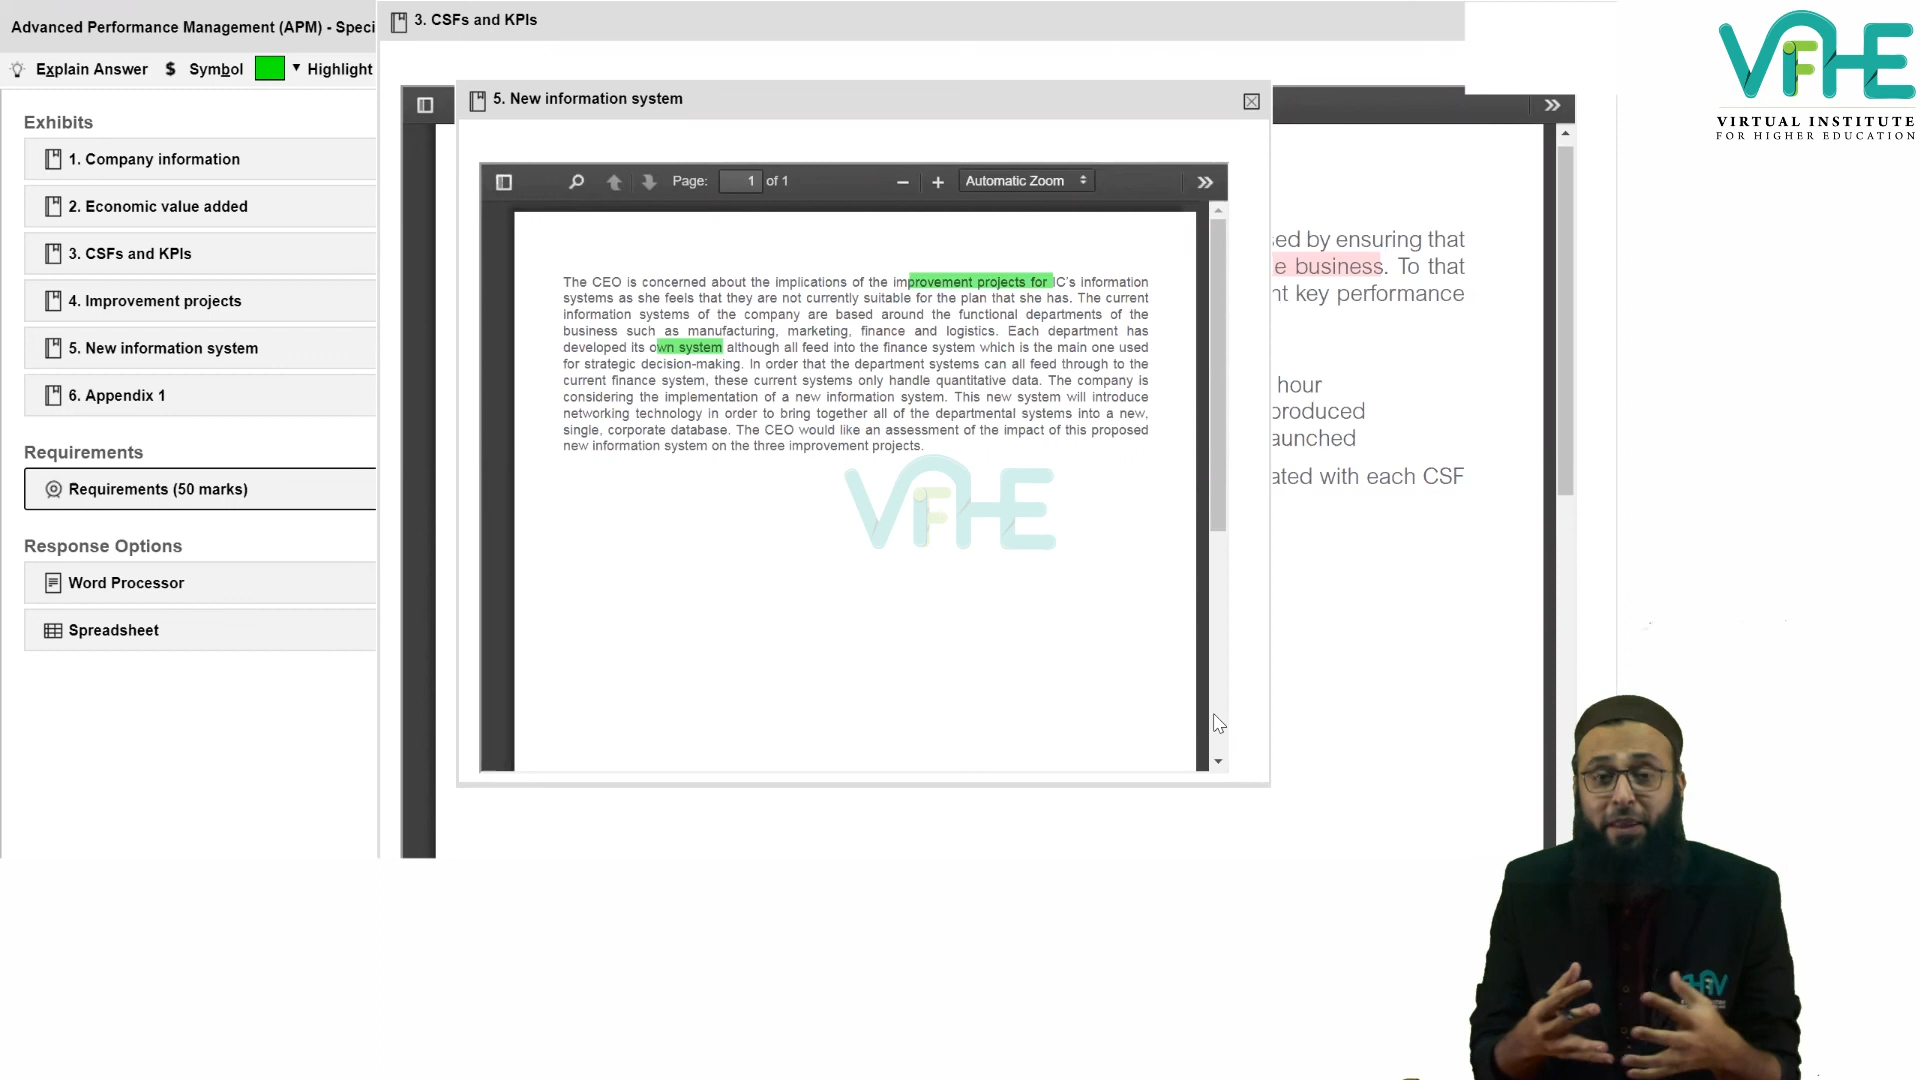 Advanced Performance Management (APM) - Speci
Explain Answer $ Symbol Highlight
Exhibits
1. Company information
2. Economic value added
3. CSFs and KPIs
4. Improvement projects
5. New information system
6. Appendix 1
Requirements
Requirements (50 marks)
Response Options
Word Processor
Spreadsheet
3. CSFs and KPIs
5. New information system
Page: 1 of 1
Automatic Zoom
The CEO is concerned about the implications of the improvement projects for IC's information
systems as she feels that they are not currently suitable for the plan that she has. The current
information systems of the company are based around the functional departments of the
business such as manufacturing, marketing, finance and logistics. Each department has
developed its own system although all feed into the finance system which is the main one used
for strategic decision-making. In order that the department systems can all feed through to the
current finance system, these current systems only handle quantitative data. The company is
considering the implementation of a new information system. This new system will introduce
networking technology in order to bring together all of the departmental systems into a new,
single, corporate database. The CEO would like an assessment of the impact of this proposed
new information system on the three improvement projects.
VIFHE
sed by ensuring that
e business. To that
nt key performance
hour
produced
aunched
ated with each CSF
VIFHE
VIRTUAL INSTITUTE
FOR HIGHER EDUCATION